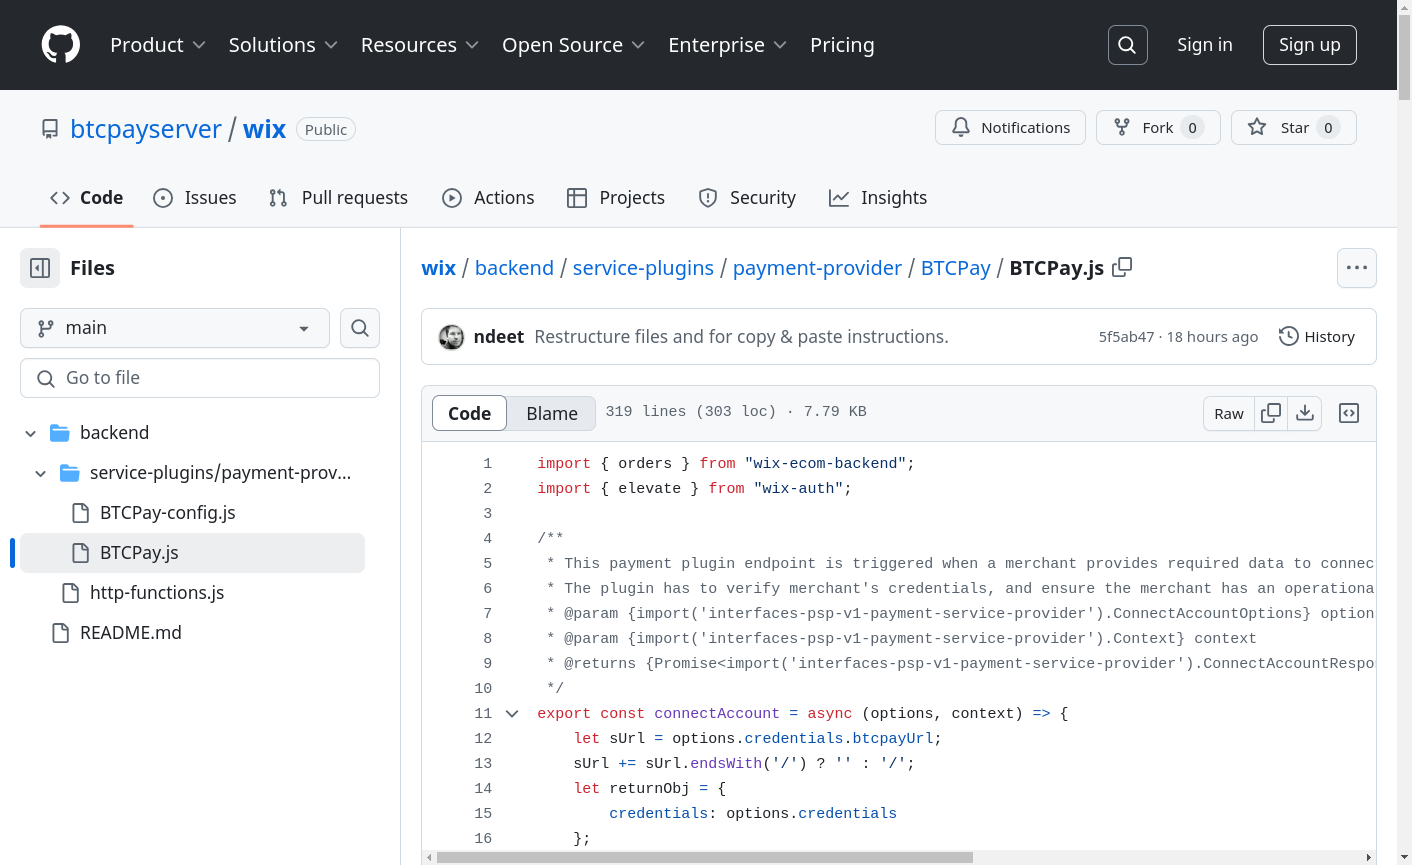 Product Solutions Resources Open Source Enterprise Pricing Sign in Sign up
btcpayserver / wix Public Notifications Fork 0 Star 0
Code Issues Pull requests Actions Projects Security Insights
Files
main
Go to file
backend
service-plugins/payment-prov...
BTCPay-config.js
BTCPay.js
http-functions.js
README.md
wix / backend / service-plugins / payment-provider / BTCPay / BTCPay.js
ndeet Restructure files and for copy & paste instructions. 5f5ab47 · 18 hours ago History
Code Blame 319 lines (303 loc) · 7.79 KB Raw
1 import { orders } from "wix-ecom-backend";
2 import { elevate } from "wix-auth";
3
4 /**
5 * This payment plugin endpoint is triggered when a merchant provides required data to connec
6 * The plugin has to verify merchant's credentials, and ensure the merchant has an operationa
7 * @param {import('interfaces-psp-v1-payment-service-provider').ConnectAccountOptions} option
8 * @param {import('interfaces-psp-v1-payment-service-provider').Context} context
9 * @returns {Promise<import('interfaces-psp-v1-payment-service-provider').ConnectAccountRespo
10 */
11 export const connectAccount = async (options, context) => {
12 let sUrl = options.credentials.btcpayUrl;
13 sUrl += sUrl.endsWith('/') ? '' : '/';
14 let returnObj = {
15 credentials: options.credentials
16 };